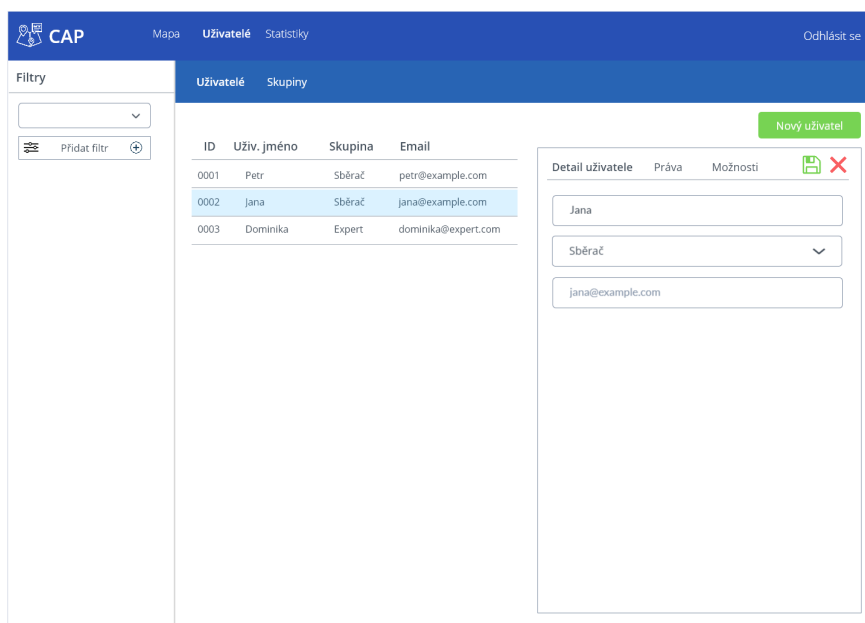 CAP Mapa Uživatelé Statistiky Odhlásit se
Filtry
Přidat filtr
Uživatelé Skupiny
Nový uživatel
ID Uživ. jméno Skupina Email
0001 Petr Sběrač petr@example.com
0002 Jana Sběrač jana@example.com
0003 Dominika Expert dominika@expert.com
Detail uživatele Práva Možnosti
Jana
Sběrač
jana@example.com